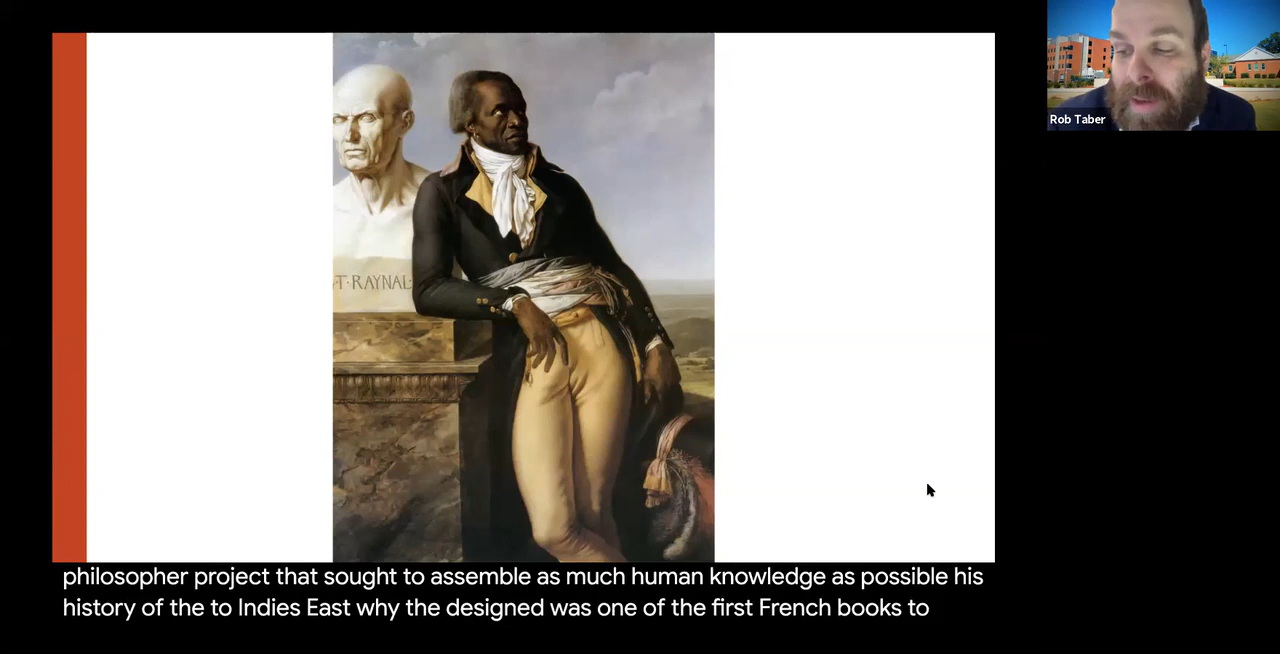 T·RAYNAL
Rob Taber
philosopher project that sought to assemble as much human knowledge as possible his
history of the to Indies East why the designed was one of the first French books to